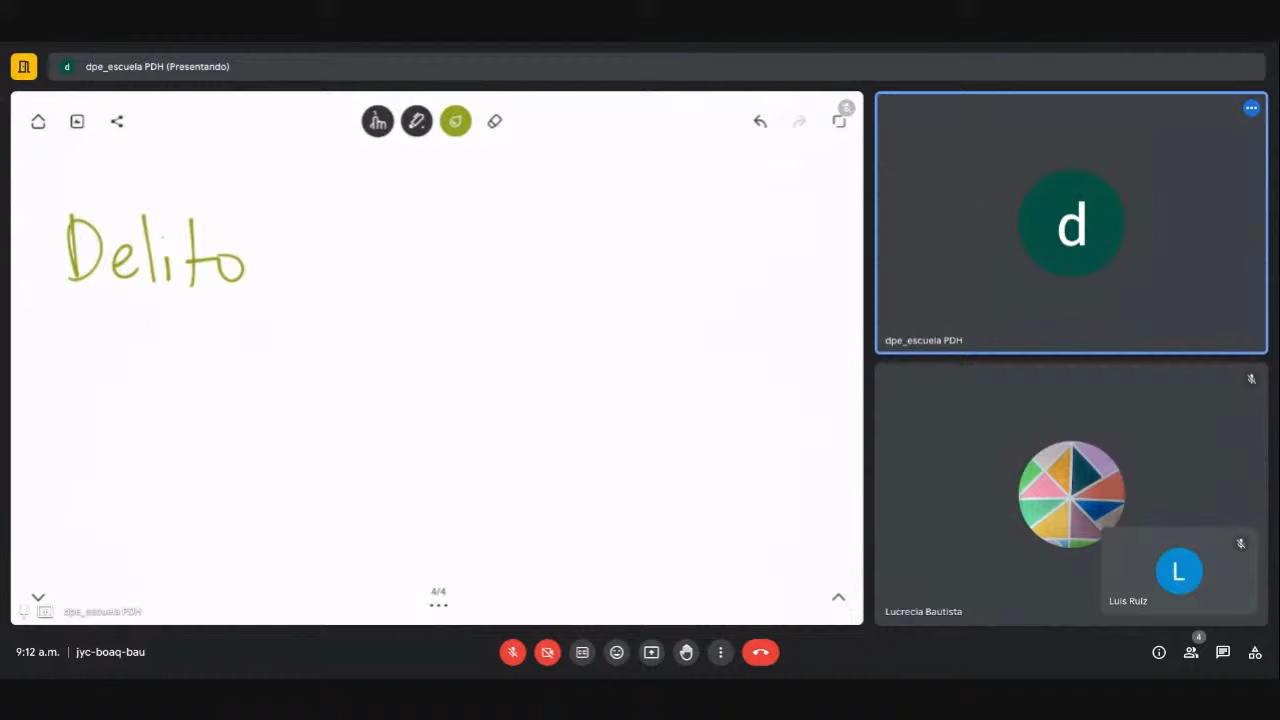 d dpe_escuela PDH (Presentando)
Delito
d
dpe_escuela PDH
4/4
dpe_escuela PDH
Lucrecia Bautista
L
Luis Ruiz
9:12 a.m. | jyc-boaq-bau
4